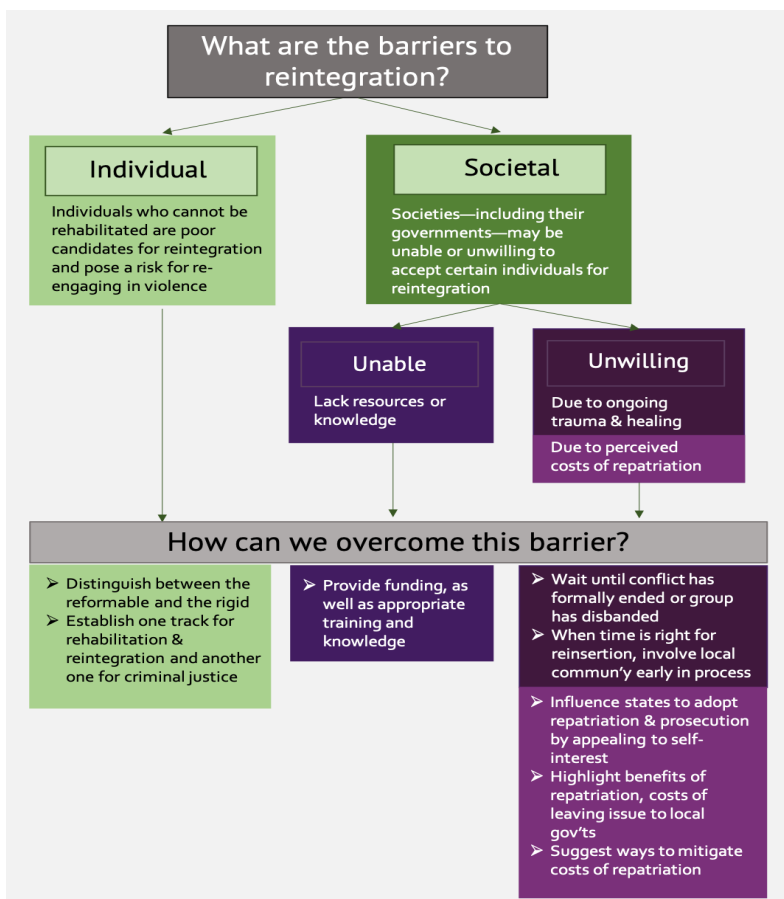 What are the barriers to
reintegration?
Individual
Individuals who cannot be
rehabilitated are poor
candidates for reintegration
and pose a risk for re-
engaging in violence
Societal
Societies—including their
governments—may be
unable or unwilling to
accept certain individuals for
reintegration
Unable
Lack resources or
knowledge
Unwilling
Due to ongoing
trauma & healing
Due to perceived
costs of repatriation
How can we overcome this barrier?
➢ Distinguish between the
reformable and the rigid
➢ Establish one track for
rehabilitation &
reintegration and another
one for criminal justice
➢ Provide funding, as
well as appropriate
training and
knowledge
➢ Wait until conflict has
formally ended or group
has disbanded
➢ When time is right for
reinsertion, involve local
commun'y early in process
➢ Influence states to adopt
repatriation & prosecution
by appealing to self-
interest
➢ Highlight benefits of
repatriation, costs of
leaving issue to local
gov'ts
➢ Suggest ways to mitigate
costs of repatriation